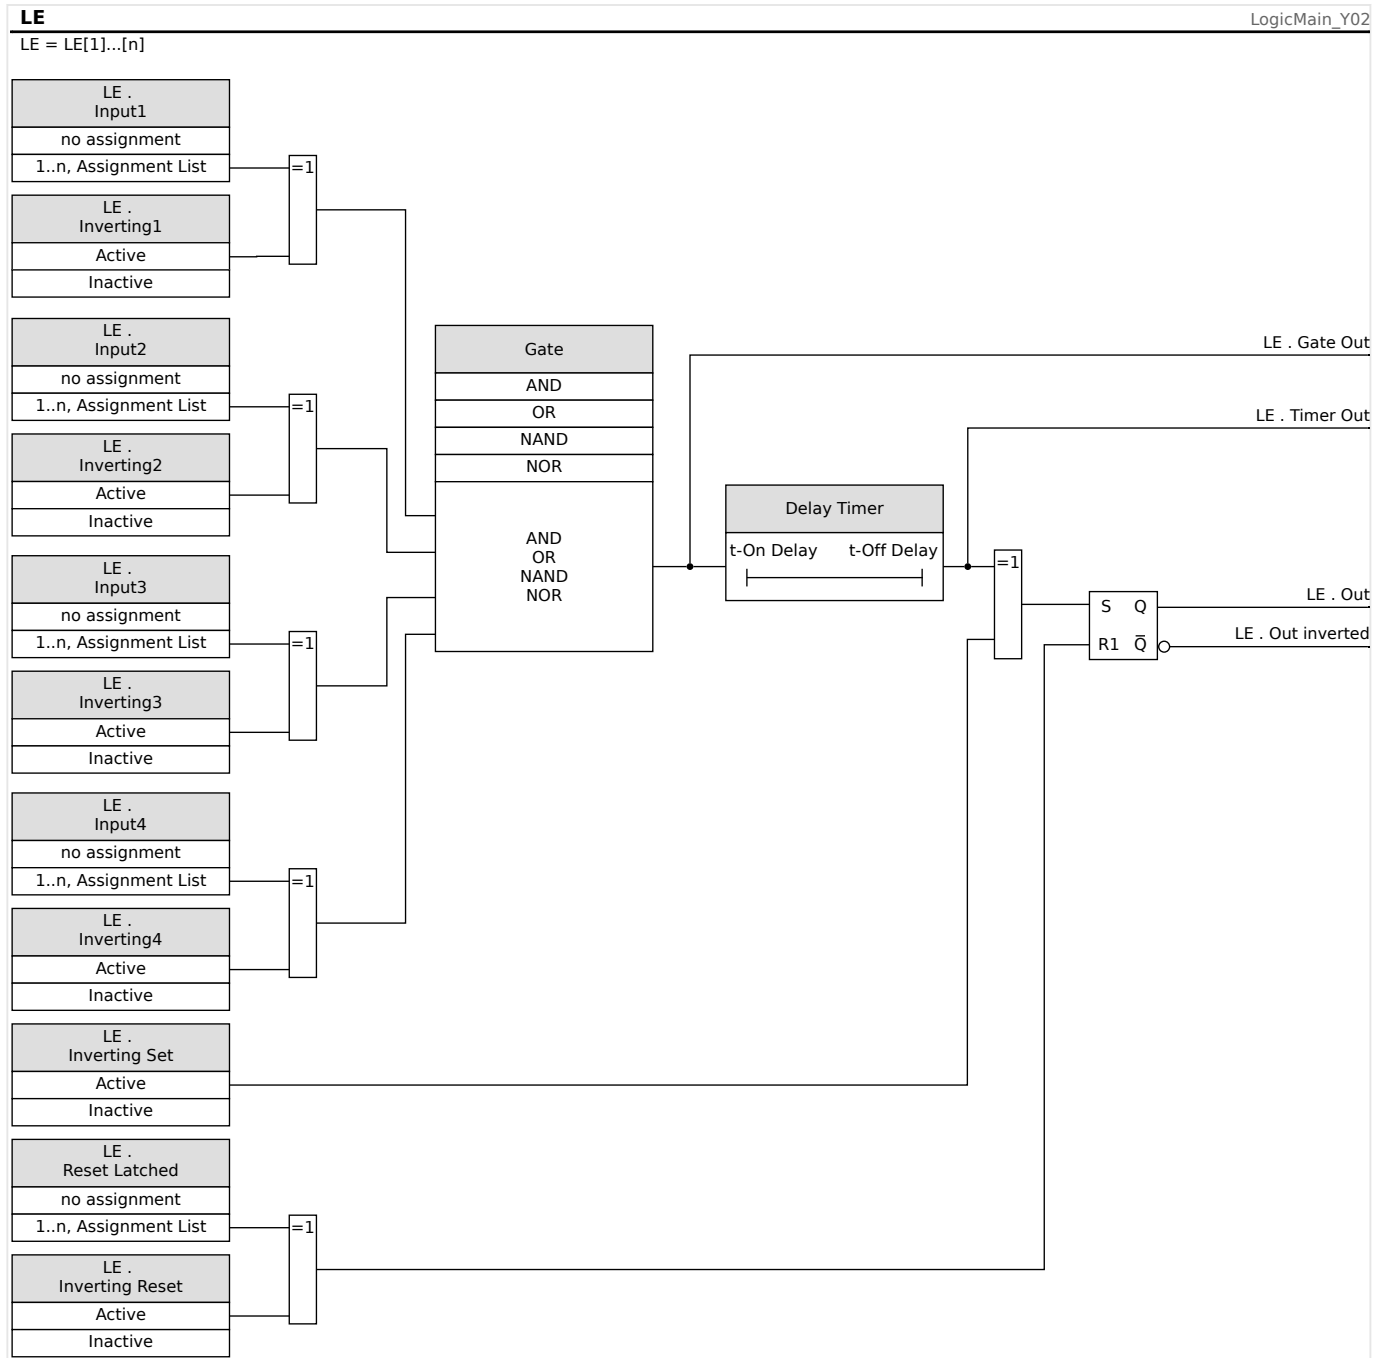 LE
LogicMain_Y02
LE = LE[1]...[n]
LE .
Input1
no assignment
1..n, Assignment List
=1
LE .
Inverting1
Active
Inactive
LE .
Input2
no assignment
1..n, Assignment List
=1
LE .
Inverting2
Active
Inactive
LE .
Input3
no assignment
1..n, Assignment List
=1
LE .
Inverting3
Active
Inactive
LE .
Input4
no assignment
1..n, Assignment List
=1
LE .
Inverting4
Active
Inactive
LE .
Inverting Set
Active
Inactive
LE .
Reset Latched
no assignment
1..n, Assignment List
=1
LE .
Inverting Reset
Active
Inactive
Gate
AND
OR
NAND
NOR
AND
OR
NAND
NOR
Delay Timer
t-On Delay t-Off Delay
=1
S Q
R1 Q̅
LE . Gate Out
LE . Timer Out
LE . Out
LE . Out inverted